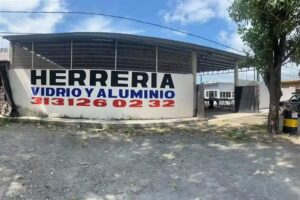 HERRERIA
VIDRIO Y ALUMINIO
3131260232